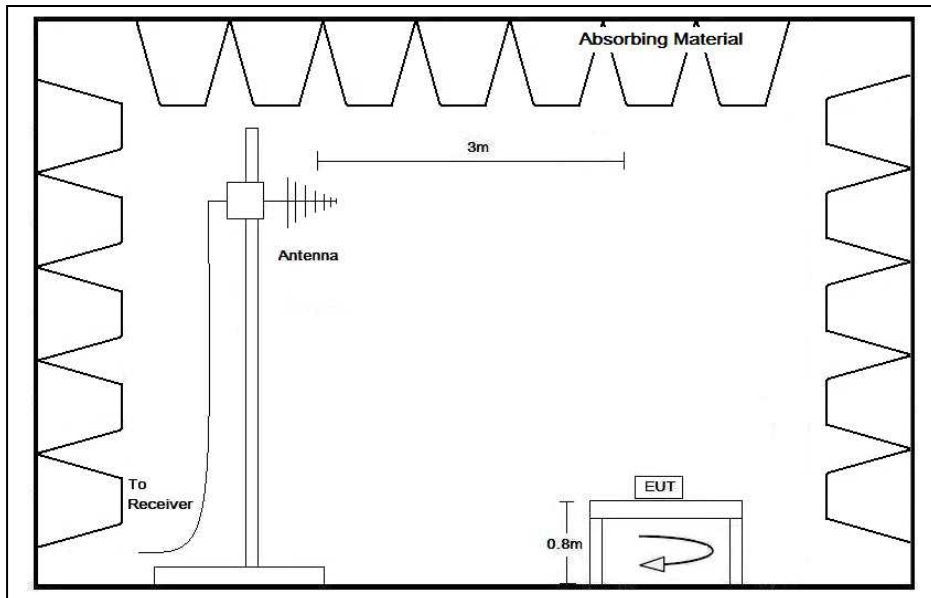 Absorbing Material
3m
Antenna
To
Receiver
EUT
0.8m